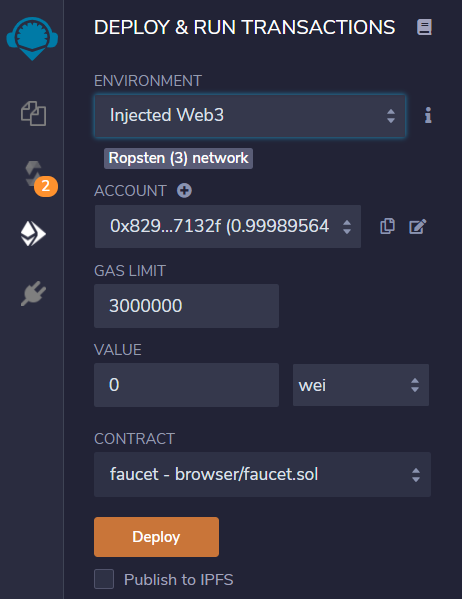 DEPLOY & RUN TRANSACTIONS
ENVIRONMENT
Injected Web3
Ropsten (3) network
2
ACCOUNT
0x829...7132f (0.99989564
GAS LIMIT
3000000
VALUE
0 wei
CONTRACT
faucet - browser/faucet.sol
Deploy
Publish to IPFS